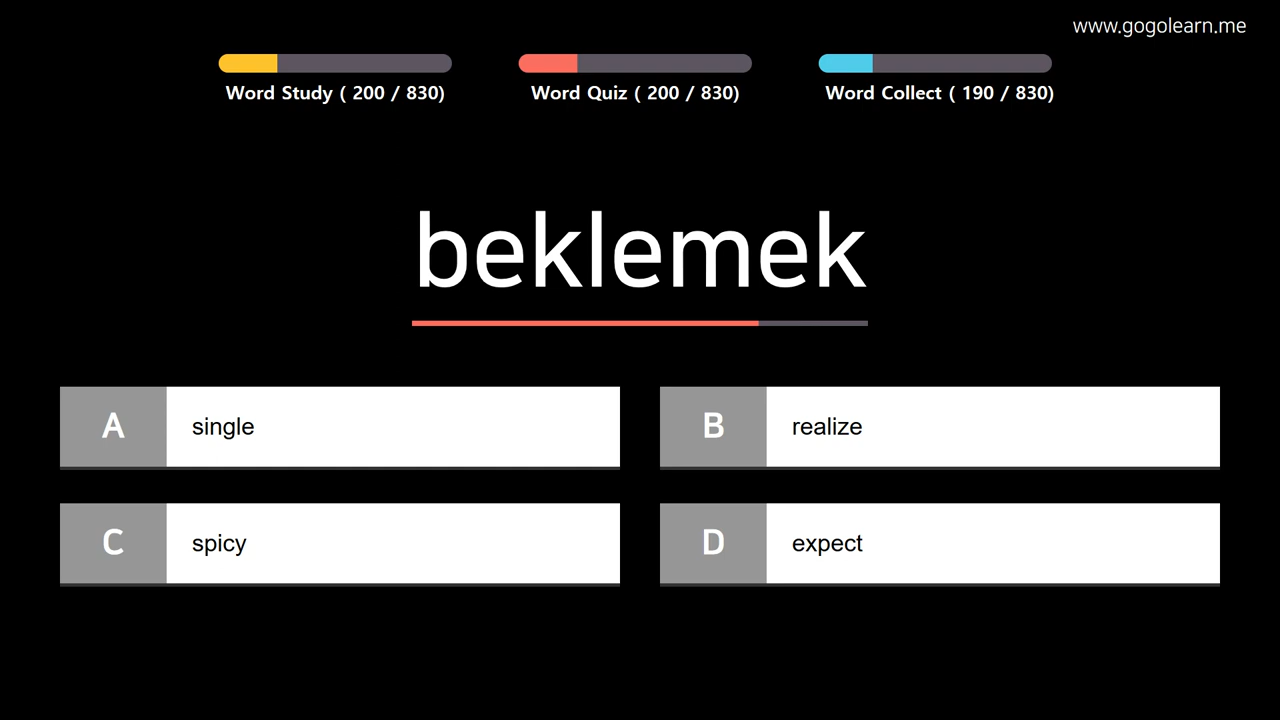 www.gogolearn.me
Word Study ( 200 / 830)
Word Quiz ( 200 / 830)
Word Collect ( 190 / 830)
beklemek
A single
B realize
C spicy
D expect